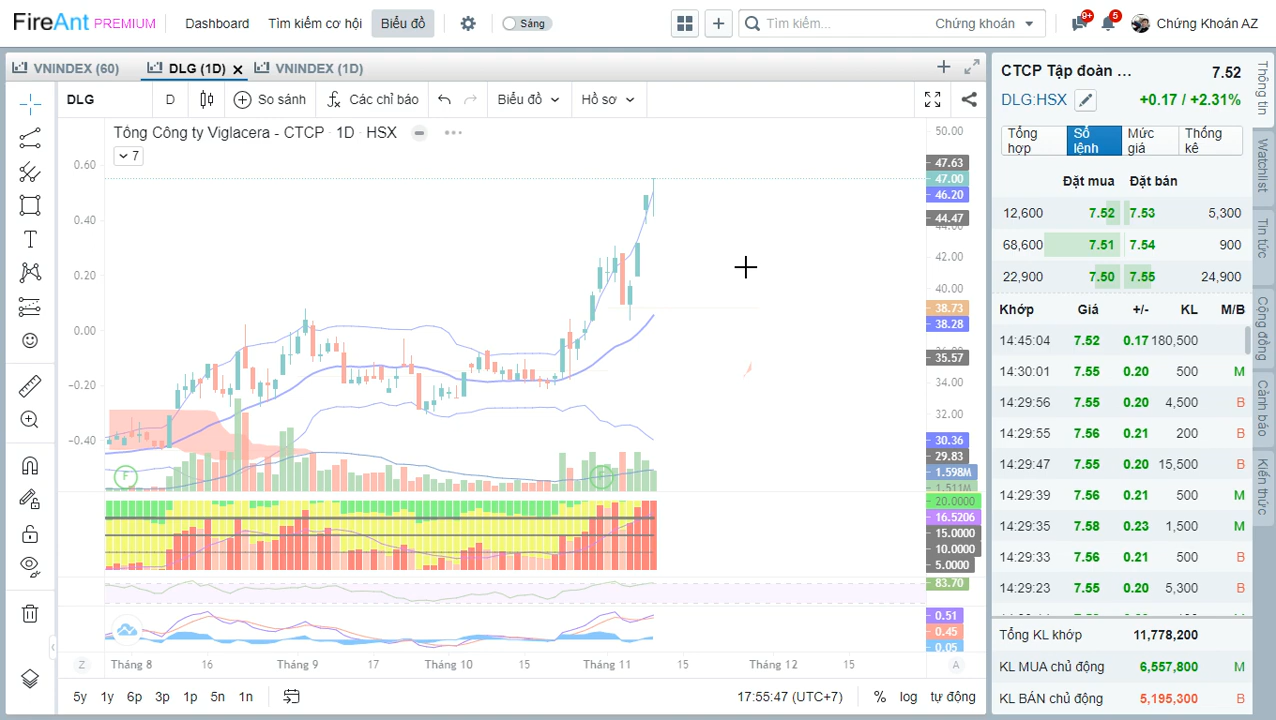 FireAnt PREMIUM Dashboard Tìm kiếm cơ hội Biểu đồ Sáng Tìm kiếm... Chứng khoán 9+ 5 Chứng Khoán AZ
VNINDEX (60) DLG (1D) VNINDEX (1D)
DLG D So sánh Các chỉ báo Biểu đồ Hồ sơ
Tổng Công ty Viglacera - CTCP · 1D · HSX
7
0.60
0.40
0.20
0.00
-0.20
-0.40
50.00
47.63
47.00
46.20
44.47
44.00
42.00
40.00
38.73
38.28
35.57
34.00
32.00
30.36
29.83
1.598M
1.511M
20.0000
16.5206
15.0000
10.0000
5.0000
83.70
0.51
0.45
0.05
F
Z Tháng 8 16 Tháng 9 17 Tháng 10 15 Tháng 11 15 Tháng 12 15 A
5y 1y 6p 3p 1p 5n 1n 17:55:47 (UTC+7) % log tự động
CTCP Tập đoàn ... 7.52
DLG:HSX +0.17 / +2.31%
Tổng hợp Sổ lệnh Mức giá Thống kê
Đặt mua Đặt bán
12,600 7.52 7.53 5,300
68,600 7.51 7.54 900
22,900 7.50 7.55 24,900
Khớp Giá +/- KL M/B
14:45:04 7.52 0.17 180,500
14:30:01 7.55 0.20 500 M
14:29:56 7.55 0.20 4,500 B
14:29:55 7.56 0.21 200 B
14:29:47 7.55 0.20 15,500 B
14:29:39 7.56 0.21 500 M
14:29:35 7.58 0.23 1,500 M
14:29:33 7.56 0.21 500 B
14:29:23 7.55 0.20 5,300 B
Tổng KL khớp 11,778,200
KL MUA chủ động 6,557,800 M
KL BÁN chủ động 5,195,300 B
Thông tin
Watchlist
Tin tức
Cộng đồng
Cảnh báo
Kiến thức